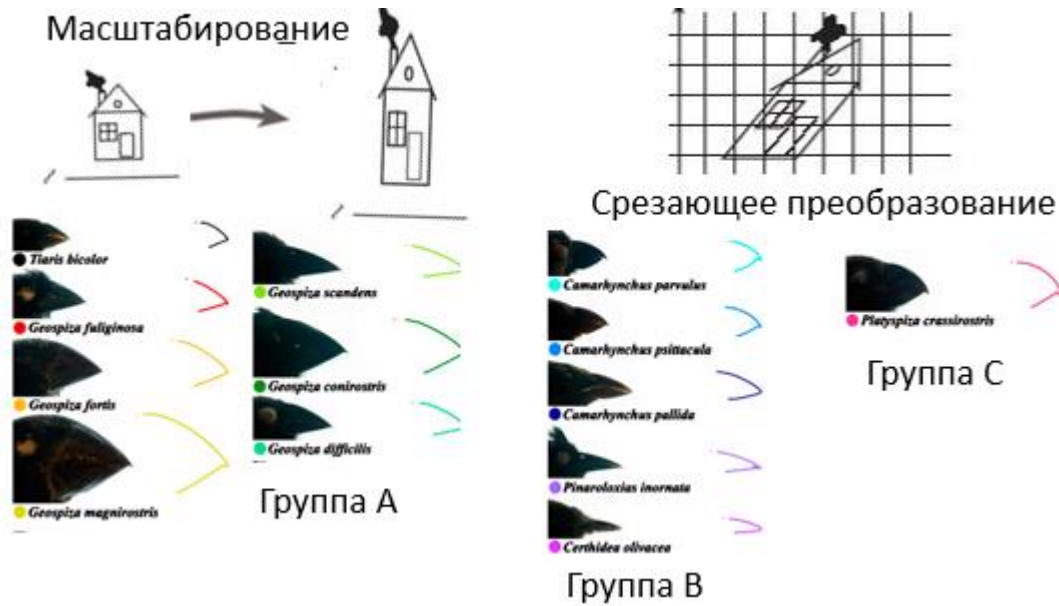 Масштабирование
Срезающее преобразование
Tiaris bicolor
Geospiza fuliginosa
Geospiza fortis
Geospiza magnirostris
Geospiza scandens
Geospiza conirostris
Geospiza difficilis
Группа А
Camarhynchus parvulus
Camarhynchus psittacula
Camarhynchus pallida
Pinaroloxias inornata
Certhidea olivacea
Группа В
Platyspiza crassirostris
Группа С